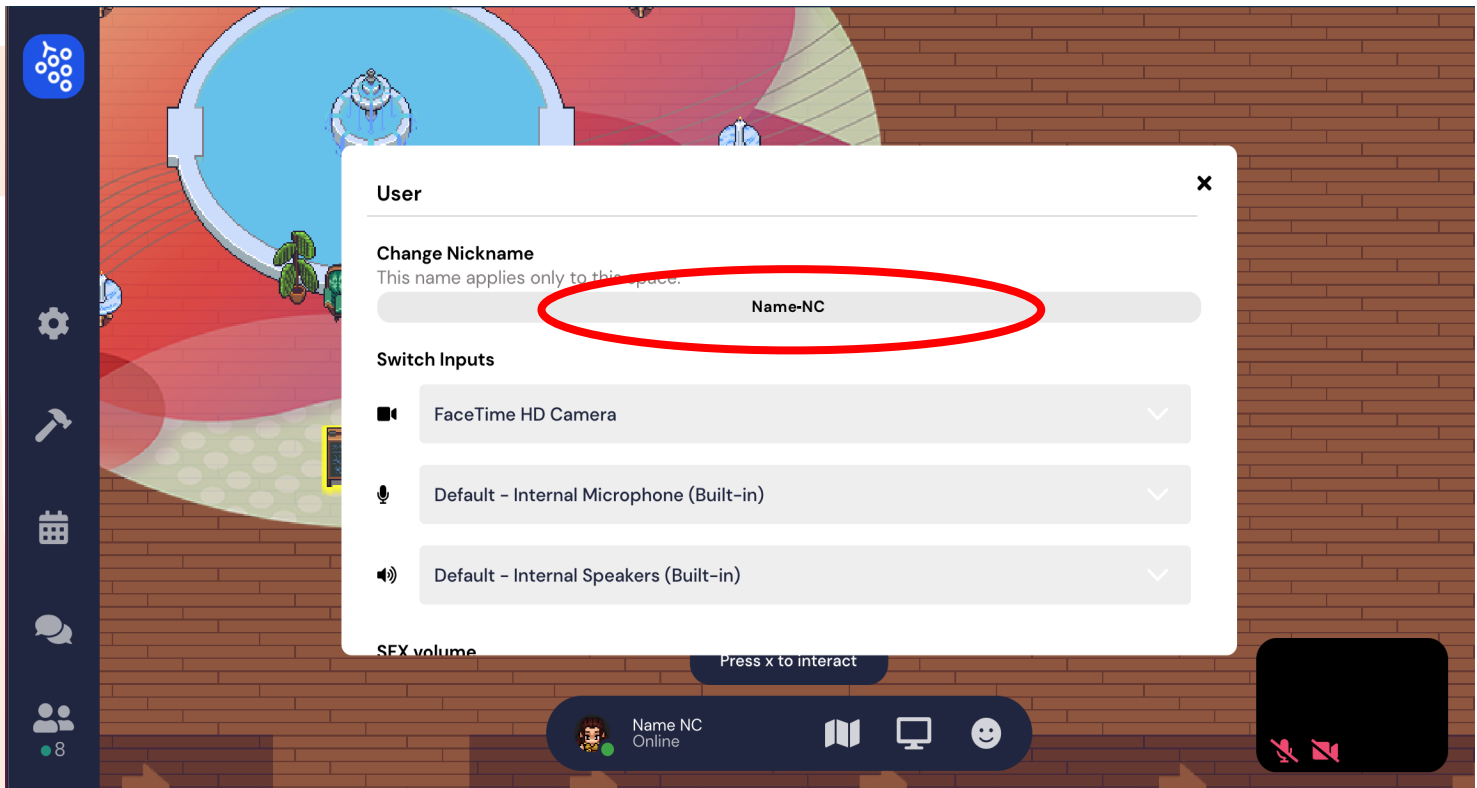 User
Change Nickname
This name applies only to this space.
Name-NC
Switch Inputs
FaceTime HD Camera
Default - Internal Microphone (Built-in)
Default - Internal Speakers (Built-in)
SFX volume
Press x to interact
Name NC
Online
8